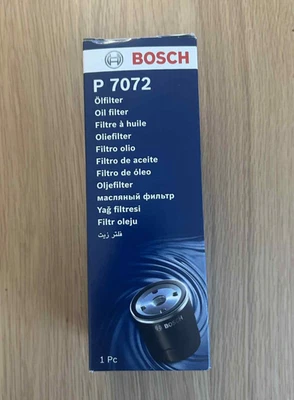 BOSCH
P 7072
Ölfilter
Oil filter
Filtre à huile
Oliefilter
Filtro olio
Filtro de aceite
Filtro de óleo
Oljefilter
масляный фильтр
Yağ filtresi
Filtr oleju
فلتر زيت
BOSCH
1 Pc